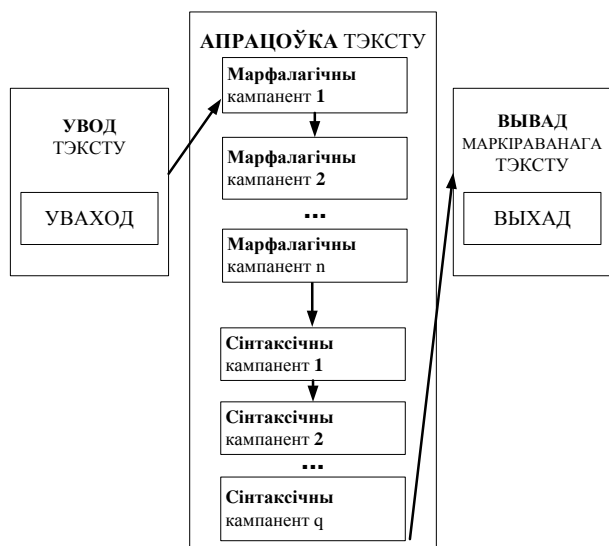 УВОД
ТЭКСТУ
УВАХОД
АПРАЦОЎКА ТЭКСТУ
Марфалагічны
кампанент 1
Марфалагічны
кампанент 2
...
Марфалагічны
кампанент n
Сінтаксічны
кампанент 1
Сінтаксічны
кампанент 2
...
Сінтаксічны
кампанент q
ВЫВАД
МАРКІРАВАНАГА
ТЭКСТУ
ВЫХАД